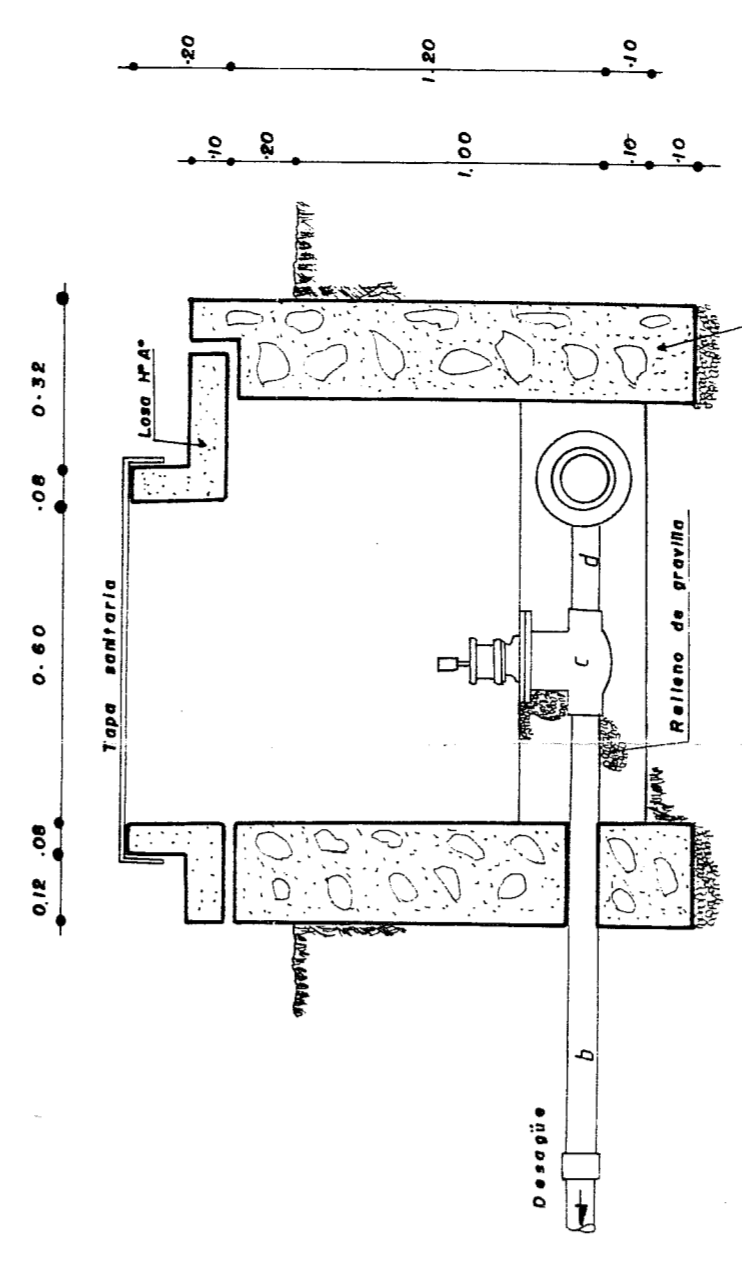 ·20
1.20
·10
·10
·20
1.00
·10
·10
0.12
.08
0·60
·08
0·32
Tapa sanitaria
Losa HºAº
Desagüe
b
c
d
Relleno de gravilla